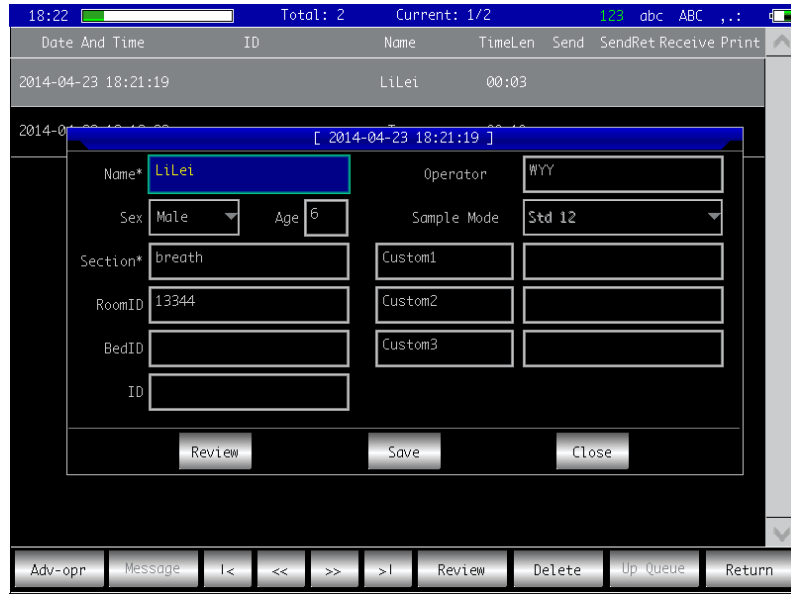 18:22 Total: 2 Current: 1/2 123 abc ABC ,.:
Date And Time ID Name TimeLen Send SendRet Receive Print
2014-04-23 18:21:19 LiLei 00:03
2014-0
[ 2014-04-23 18:21:19 ]
Name* LiLei Operator WYY
Sex Male Age 6 Sample Mode Std 12
Section* breath Custom1
RoomID 13344 Custom2
BedID Custom3
ID
Review Save Close
Adv-opr Message |< << >> >| Review Delete Up Queue Return